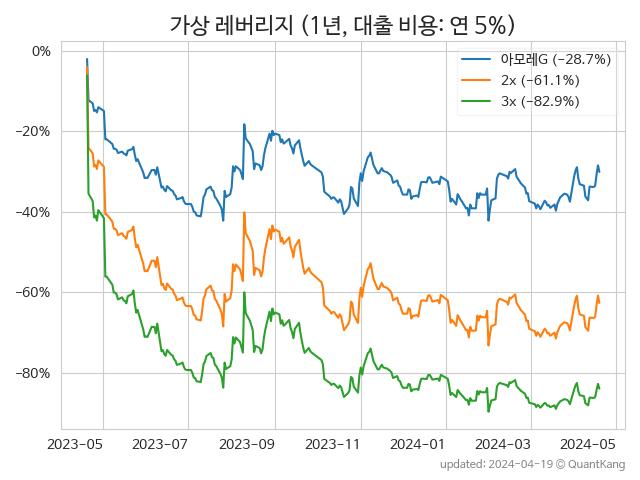 가상 레버리지 (1년, 대출 비용: 연 5%)
아모레G (−28.7%)
2x (−61.1%)
3x (−82.9%)
0%
−20%
−40%
−60%
−80%
2023-05 2023-07 2023-09 2023-11 2024-01 2024-03 2024-05
updated: 2024-04-19 © QuantKang